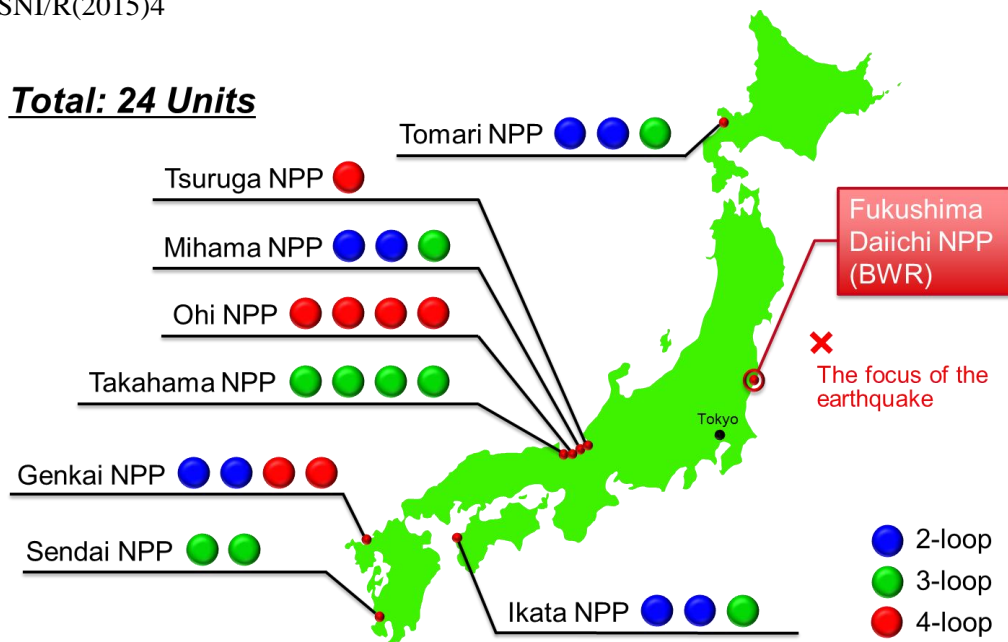 SNI/R(2015)4
Total: 24 Units
Tomari NPP
Tsuruga NPP
Mihama NPP
Ohi NPP
Takahama NPP
Genkai NPP
Sendai NPP
Ikata NPP
Fukushima
Daiichi NPP
(BWR)
The focus of the
earthquake
Tokyo
2-loop
3-loop
4-loop